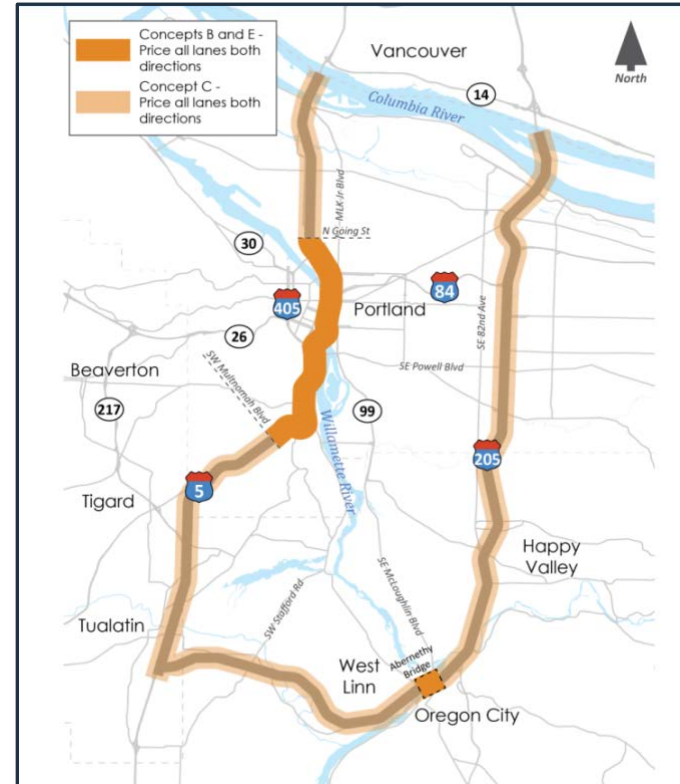 Concepts B and E -
Price all lanes both
directions
Concept C -
Price all lanes both
directions
Vancouver
North
14
Columbia River
MLK Jr Blvd
N Going St
30
405
84
Portland
26
SE 82nd Ave
Beaverton
SW Multnomah Blvd
SE Powell Blvd
217
99
Willamette River
205
5
Tigard
Happy
Valley
SE McLoughlin Blvd
SW Stafford Rd
Tualatin
Abernethy
Bridge
West
Linn
Oregon City